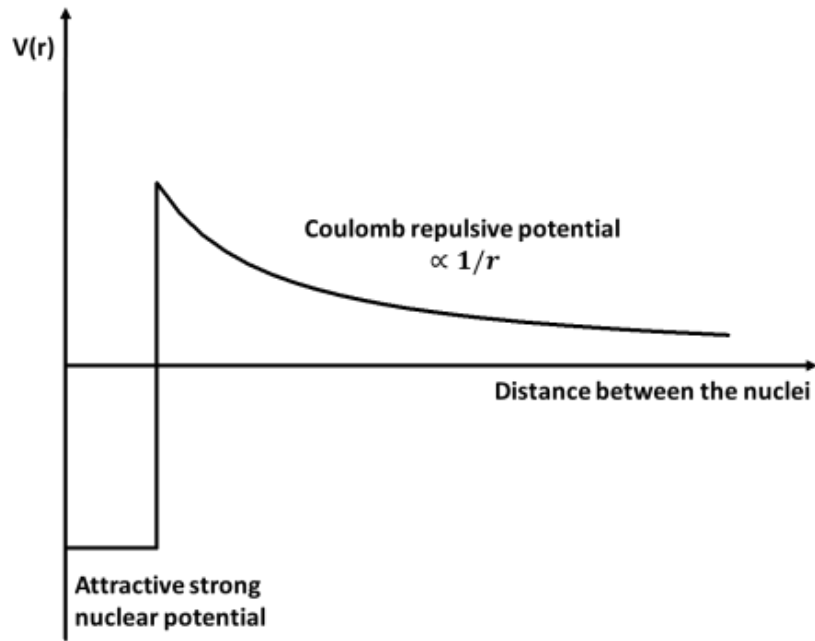 V(r)
Coulomb repulsive potential
∝ 1/r
Distance between the nuclei
Attractive strong
nuclear potential